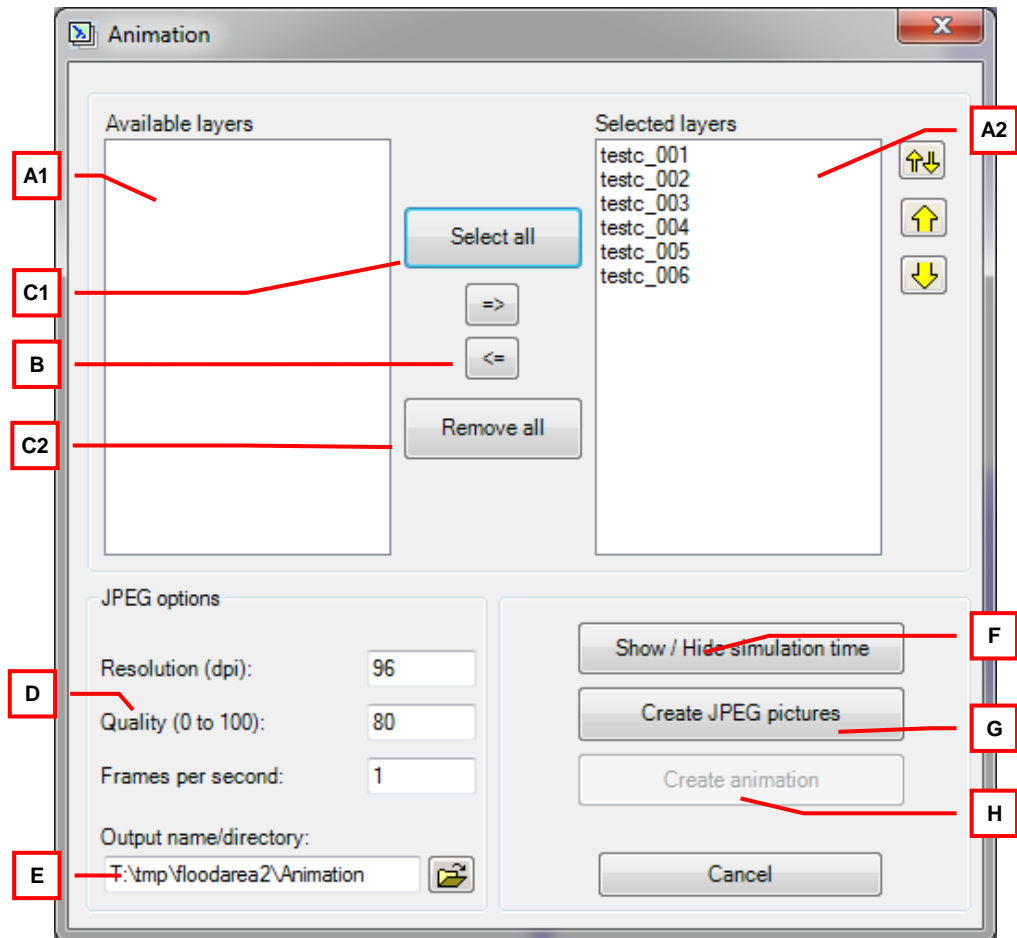 Animation
Available layers
Selected layers
A1
A2
testc_001
testc_002
testc_003
testc_004
testc_005
testc_006
Select all
C1
=>
B
<=
C2
Remove all
JPEG options
Resolution (dpi):
96
D
Quality (0 to 100):
80
Frames per second:
1
Output name/directory:
E
T:\tmp\floodarea2\Animation
Show / Hide simulation time
F
Create JPEG pictures
G
Create animation
H
Cancel